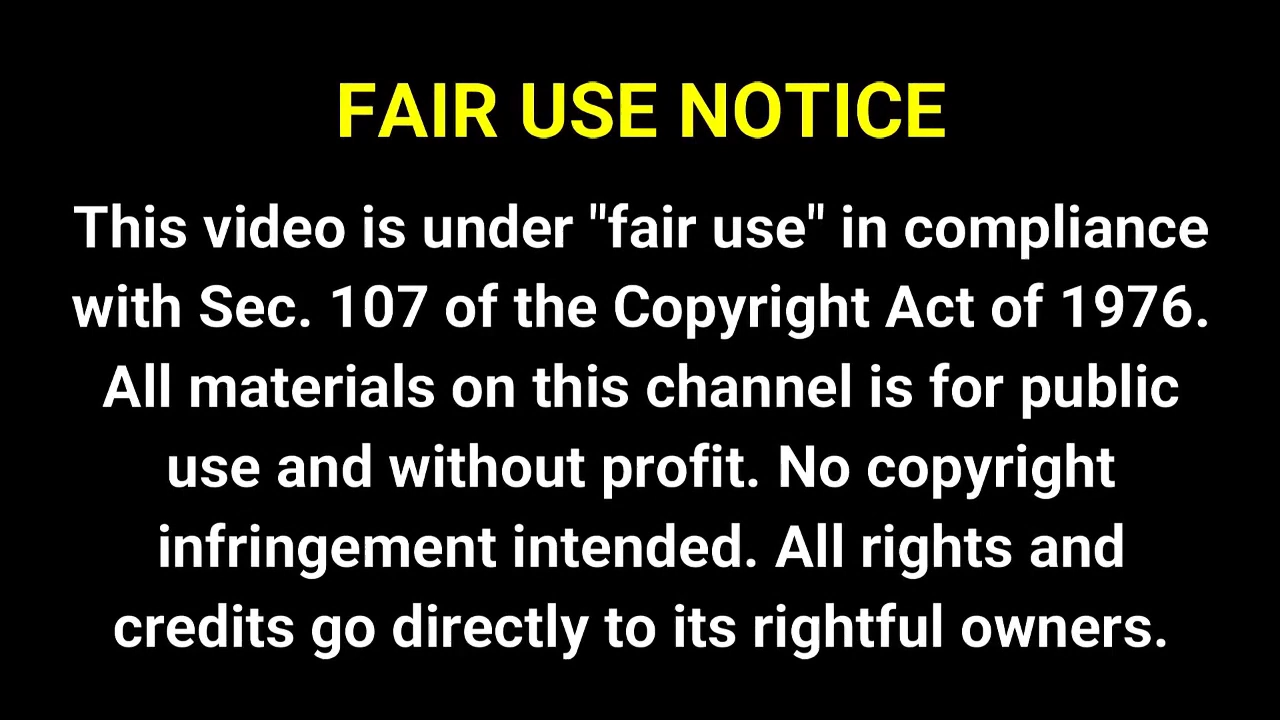 FAIR USE NOTICE
This video is under "fair use" in compliance
with Sec. 107 of the Copyright Act of 1976.
All materials on this channel is for public
use and without profit. No copyright
infringement intended. All rights and
credits go directly to its rightful owners.